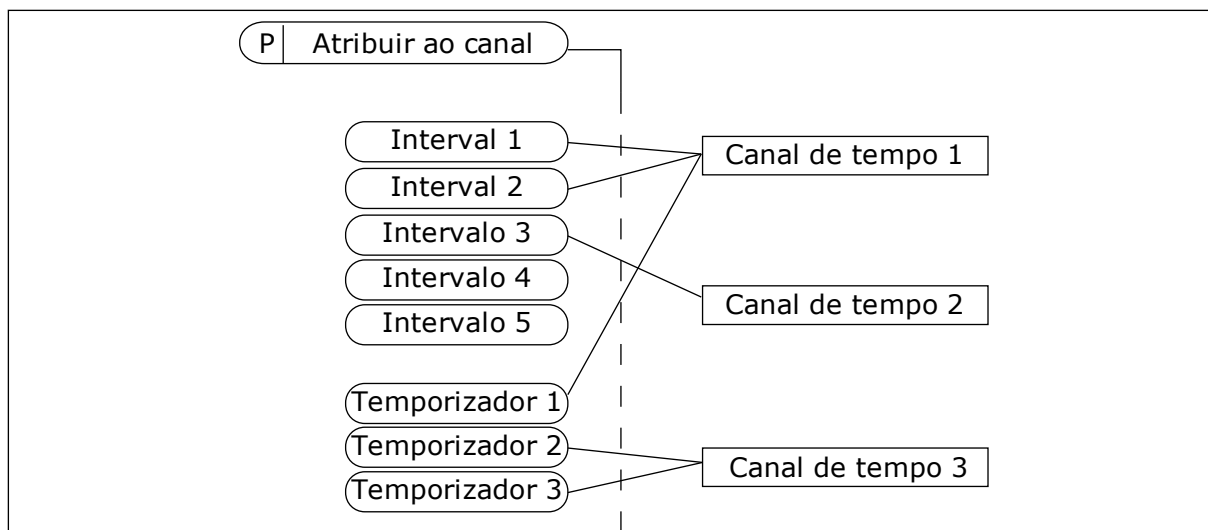 P Atribuir ao canal
Interval 1
Interval 2
Intervalo 3
Intervalo 4
Intervalo 5
Temporizador 1
Temporizador 2
Temporizador 3
Canal de tempo 1
Canal de tempo 2
Canal de tempo 3